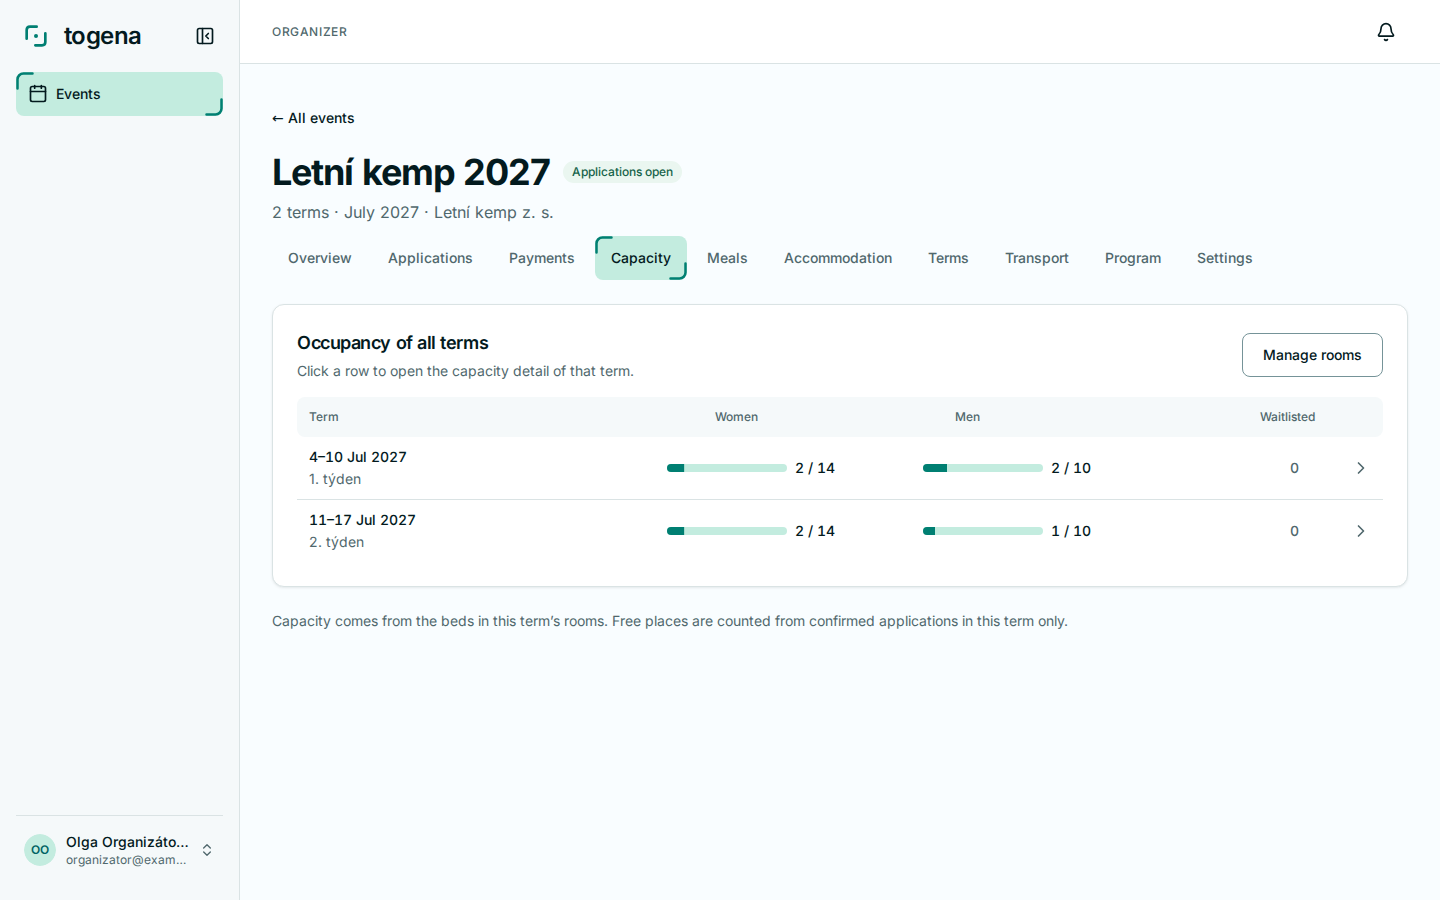 togena
ORGANIZER
Events
← All events
Letní kemp 2027
Applications open
2 terms · July 2027 · Letní kemp z. s.
Overview Applications Payments Capacity Meals Accommodation Terms Transport Program Settings
Occupancy of all terms
Click a row to open the capacity detail of that term.
Manage rooms
Term Women Men Waitlisted
4–10 Jul 2027
1. týden
2 / 14 2 / 10 0
11–17 Jul 2027
2. týden
2 / 14 1 / 10 0
Capacity comes from the beds in this term’s rooms. Free places are counted from confirmed applications in this term only.
OO
Olga Organizáto...
organizator@exam...